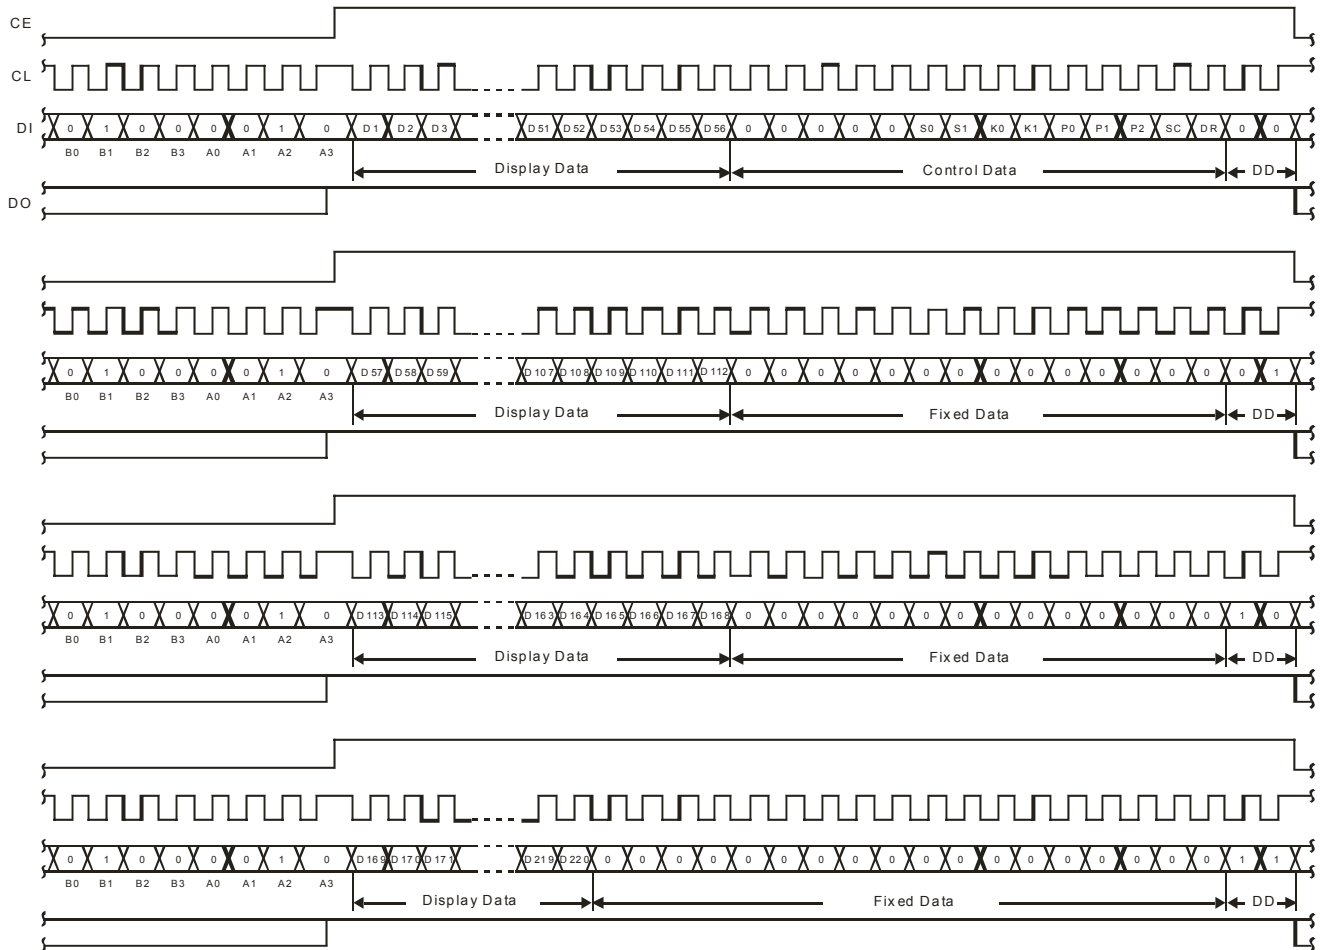 CE
CL
DI 0 1 0 0 0 0 1 0 D1 D2 D3 D51 D52 D53 D54 D55 D56 0 0 0 0 0 S0 S1 K0 K1 P0 P1 P2 SC DR 0 0
B0 B1 B2 B3 A0 A1 A2 A3
Display Data Control Data DD
DO
0 1 0 0 0 0 1 0 D57 D58 D59 D107 D108 D109 D110 D111 D112 0 0 0 0 0 0 0 0 0 0 0 0 0 0 0 1
B0 B1 B2 B3 A0 A1 A2 A3
Display Data Fixed Data DD
0 1 0 0 0 0 1 0 D113 D114 D115 D163 D164 D165 D166 D167 D168 0 0 0 0 0 0 0 0 0 0 0 0 0 0 1 0
B0 B1 B2 B3 A0 A1 A2 A3
Display Data Fixed Data DD
0 1 0 0 0 0 1 0 D169 D170 D171 D219 D220 0 0 0 0 0 0 0 0 0 0 0 0 0 0 0 0 0 0 1 1
B0 B1 B2 B3 A0 A1 A2 A3
Display Data Fixed Data DD